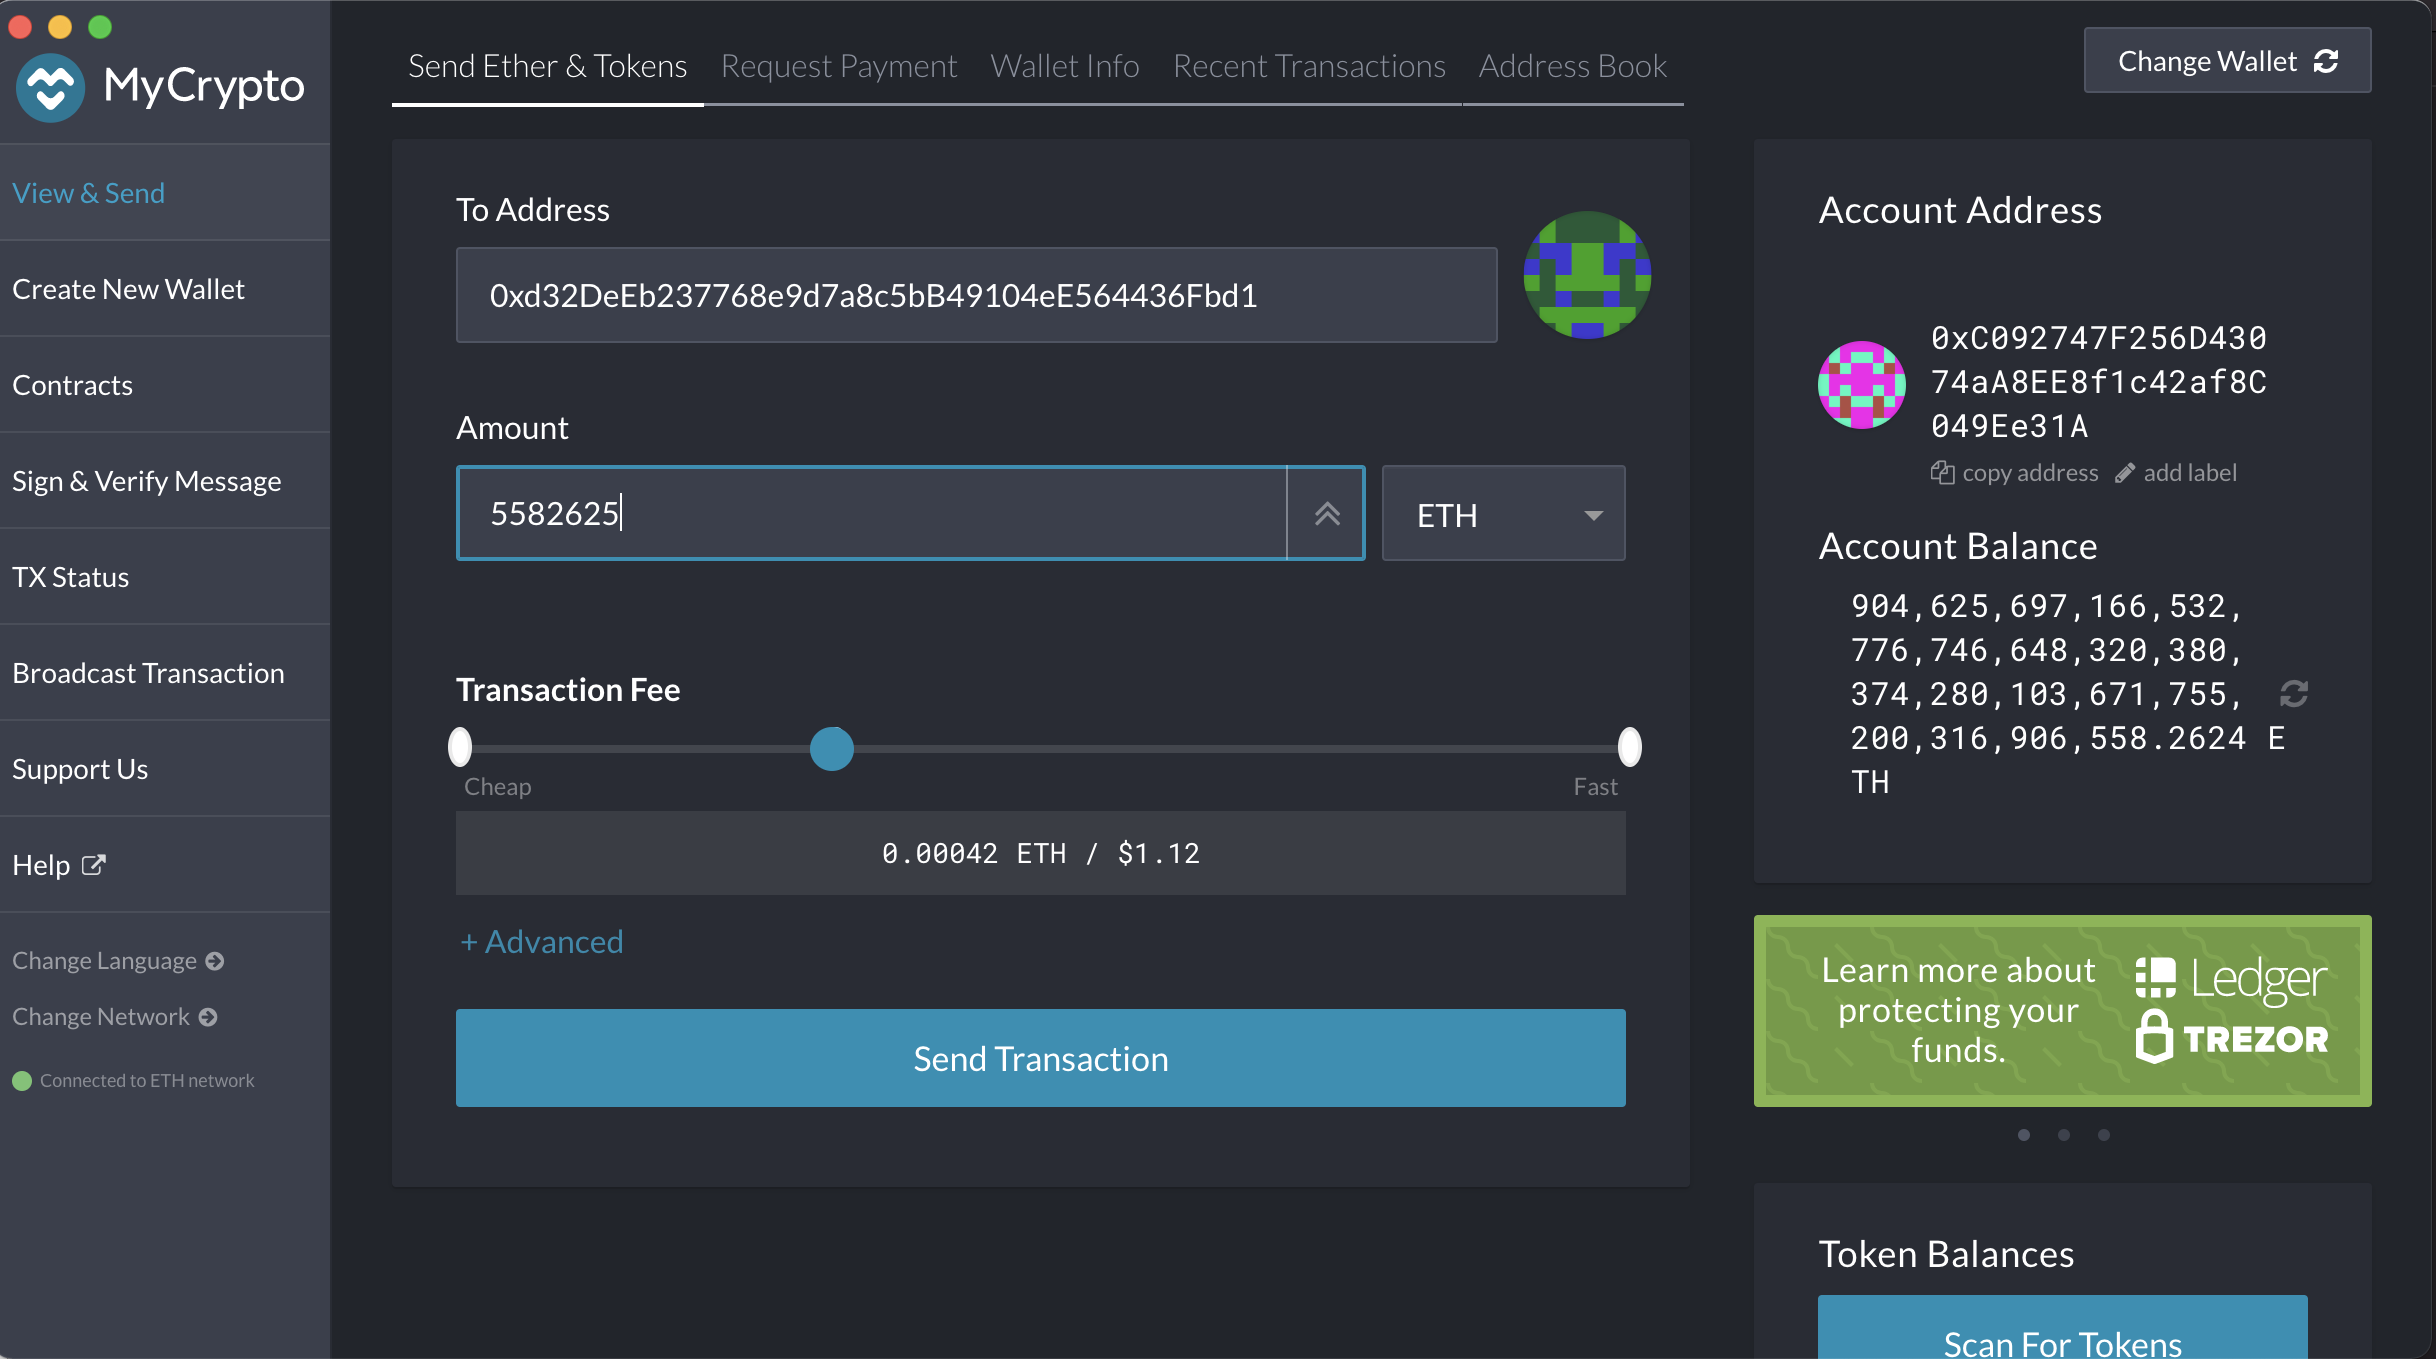 MyCrypto
View & Send
Create New Wallet
Contracts
Sign & Verify Message
TX Status
Broadcast Transaction
Support Us
Help
Change Language
Change Network
Connected to ETH network
Send Ether & Tokens
Request Payment
Wallet Info
Recent Transactions
Address Book
Change Wallet
To Address
0xd32DeEb237768e9d7a8c5bB49104eE564436Fbd1
Amount
5582625
ETH
Transaction Fee
Cheap
Fast
0.00042 ETH / $1.12
+ Advanced
Send Transaction
Account Address
0xC092747F256D430
74aA8EE8f1c42af8C
049Ee31A
copy address
add label
Account Balance
904,625,697,166,532,
776,746,648,320,380,
374,280,103,671,755,
200,316,906,558.2624 E
TH
Learn more about
protecting your
funds.
Ledger
TREZOR
Token Balances
Scan For Tokens